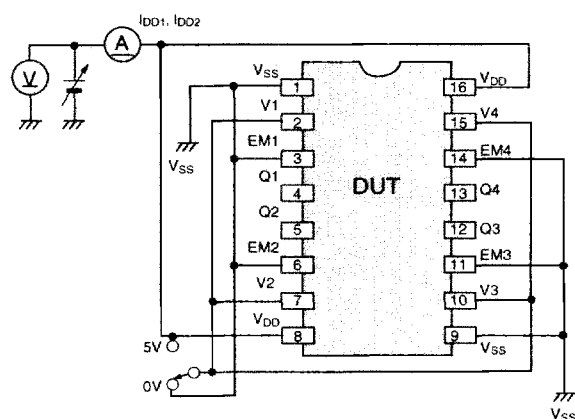 IDD1, IDD2
A
V
VSS
1
V1
2
EM1
3
Q1
4
Q2
5
EM2
6
V2
7
VDD
8
DUT
16
VDD
15
V4
14
EM4
13
Q4
12
Q3
11
EM3
10
V3
9
VSS
VSS
5V
0V
VSS